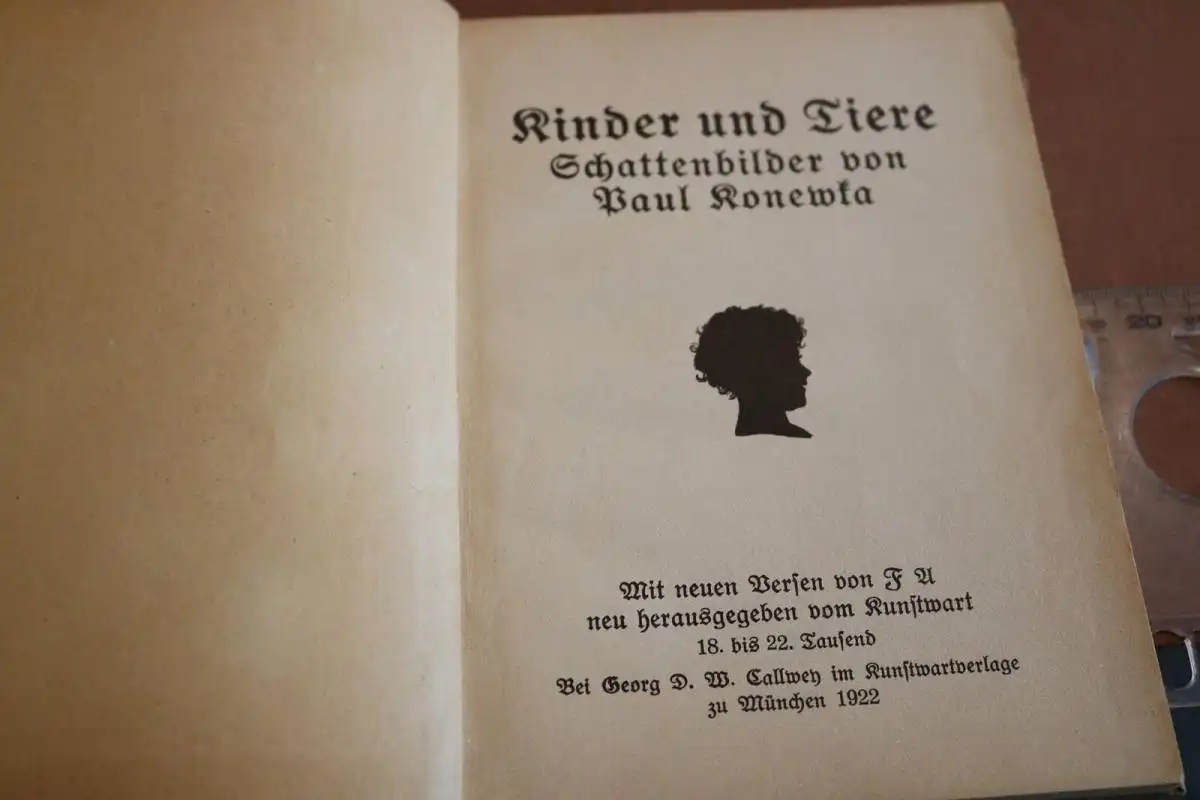 Kinder und Tiere
Schattenbilder von
Paul Konewka
Mit neuen Verſen von F A
neu herausgegeben vom Kunſtwart
18. bis 22. Tauſend
Bei Georg D. W. Callwey im Kunſtwartverlage
zu München 1922
20